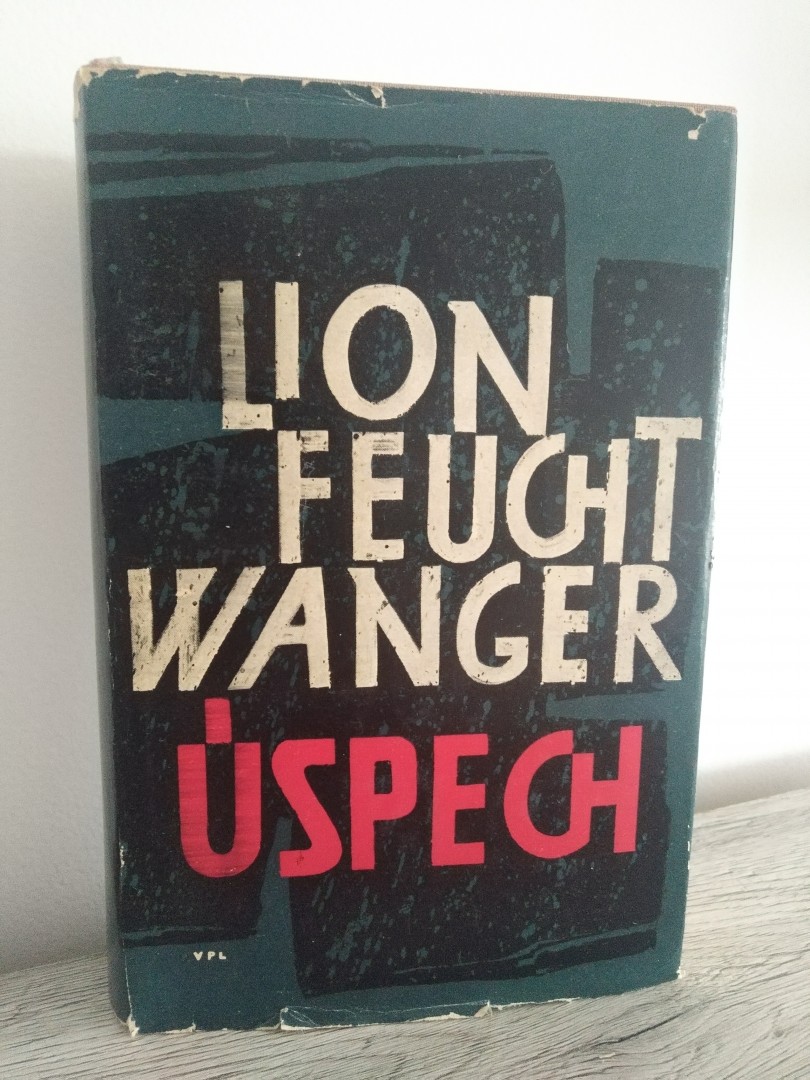 LION
FEUCHT
WANGER
ÚSPECH
VPL